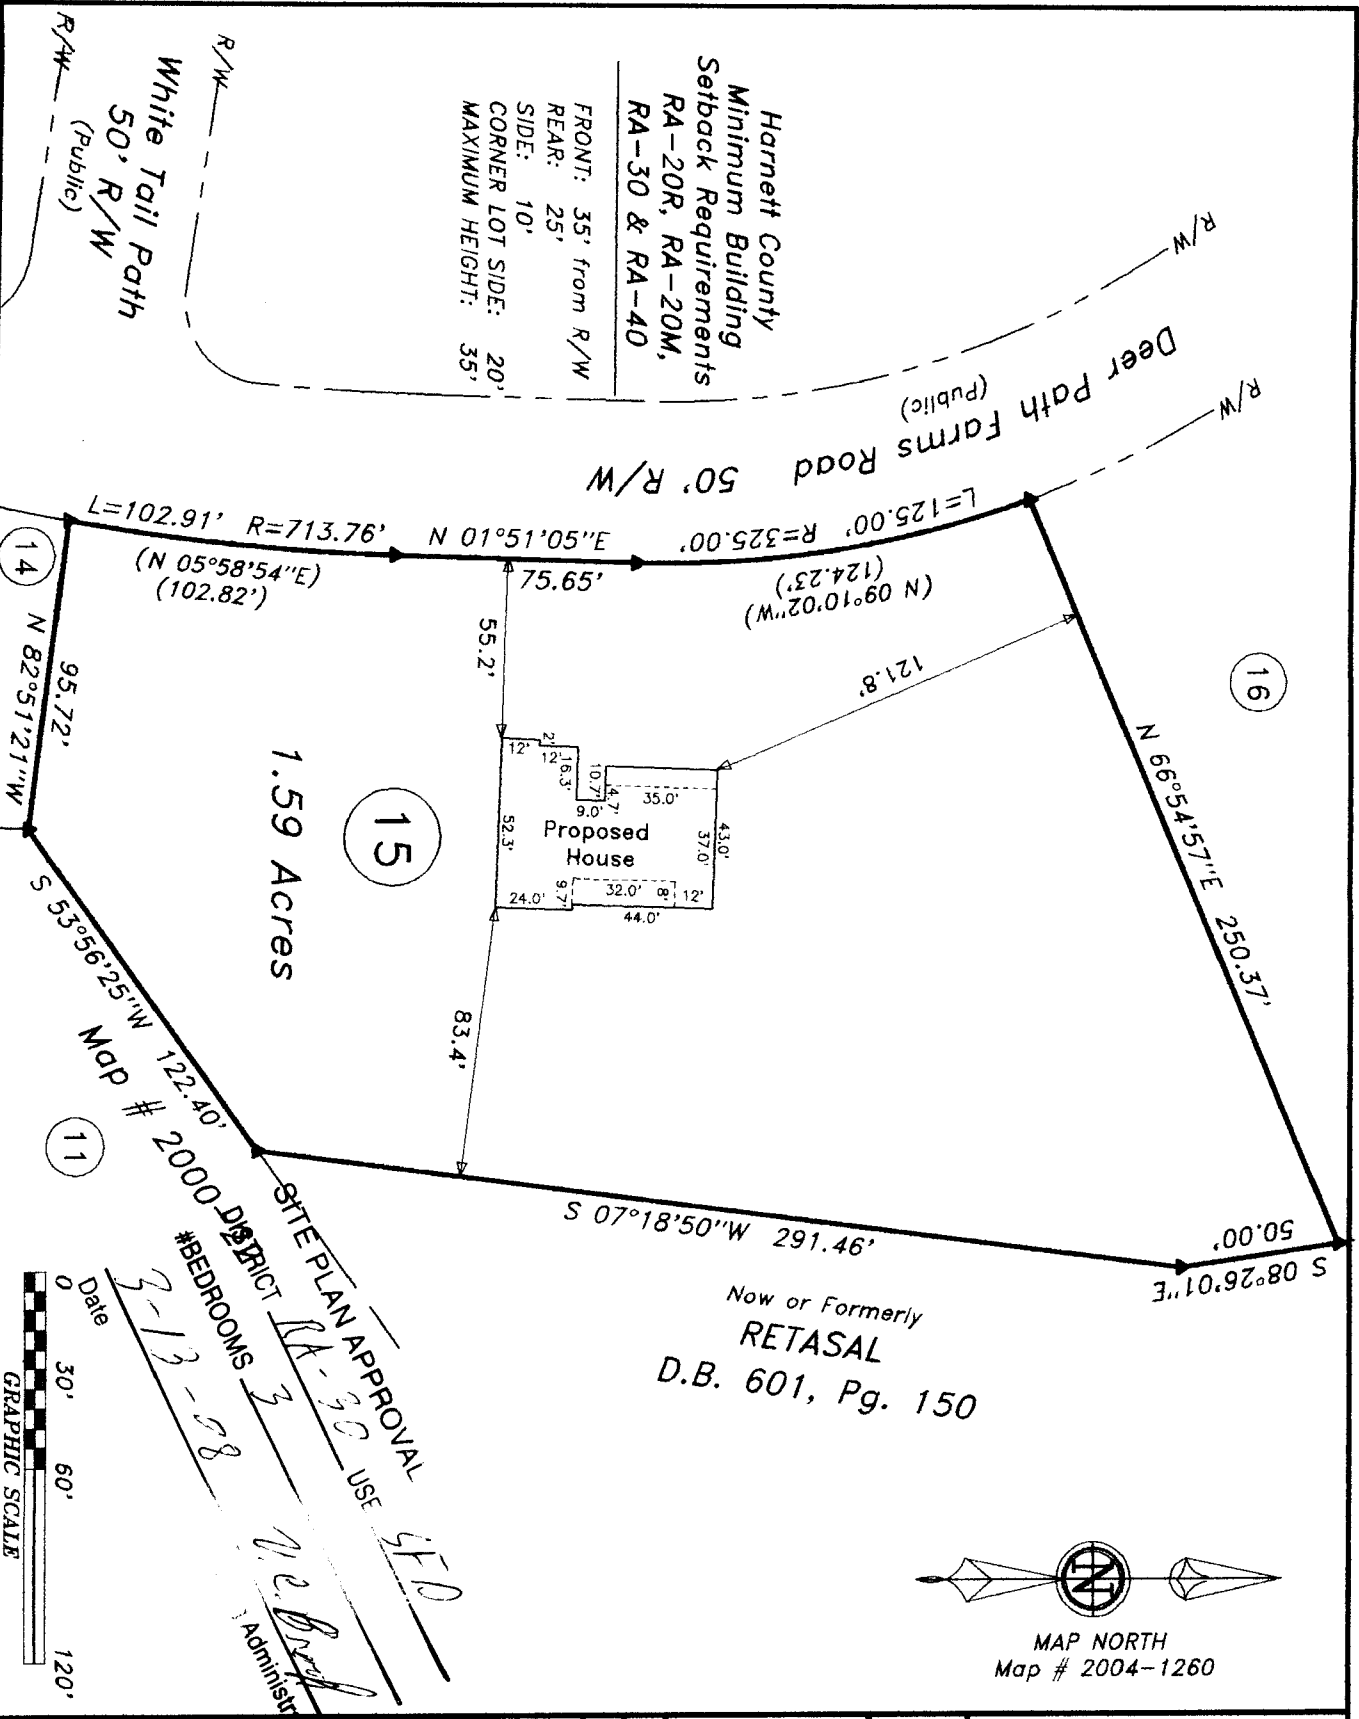 Harnett County
Minimum Building
Setback Requirements
RA-20R, RA-20M,
RA-30 & RA-40
FRONT: 35' from R/W
REAR: 25'
SIDE: 10'
CORNER LOT SIDE: 20'
MAXIMUM HEIGHT: 35'
R/W
R/W
White Tail Path
50' R/W
(Public)
R/W
R/W
Deer Path Farms Road 50' R/W
(Public)
L=102.91' R=713.76'
(N 05°58'54"E)
(102.82')
N 01°51'05"E
75.65'
L=125.00' R=325.00'
(N 09°10'02"W)
(124.23')
16
N 66°54'57"E 250.37'
S 08°26'01"E
50.00'
S 07°18'50"W 291.46'
S 53°56'25"W 122.40'
N 82°51'21"W
95.72'
14
11
15
1.59 Acres
55.2'
121.8'
83.4'
Proposed
House
12'
2'
12'
16.3'
9.0'
10.7'
4.7'
35.0'
43.0'
37.0'
12'
8'
32.0'
44.0'
9.7'
24.0'
52.3'
Now or Formerly
RETASAL
D.B. 601, Pg. 150
Map # 2000-
SITE PLAN APPROVAL
DISTRICT RA-30 USE SFD
#BEDROOMS 3
3-13-08
Date
Administr
MAP NORTH
Map # 2004-1260
N
0 30' 60' 120'
GRAPHIC SCALE